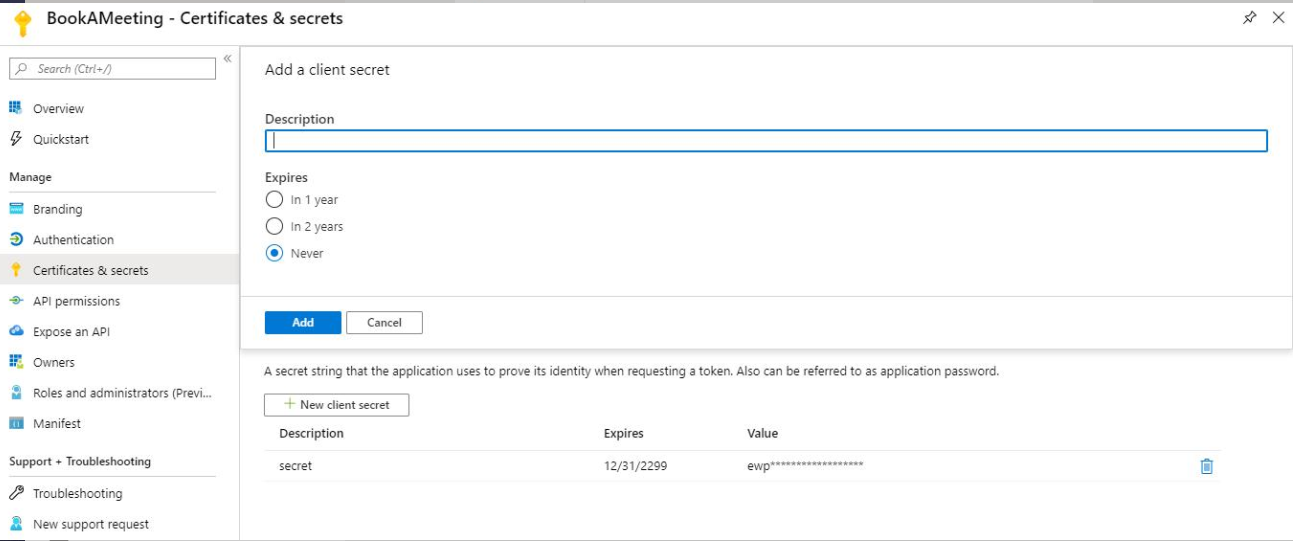 BookAMeeting - Certificates & secrets
Search (Ctrl+/)
«
Overview
Quickstart
Manage
Branding
Authentication
Certificates & secrets
API permissions
Expose an API
Owners
Roles and administrators (Previ...
Manifest
Support + Troubleshooting
Troubleshooting
New support request
Add a client secret
Description
Expires
In 1 year
In 2 years
Never
Add Cancel
A secret string that the application uses to prove its identity when requesting a token. Also can be referred to as application password.
+ New client secret
Description Expires Value
secret 12/31/2299 ewp******************